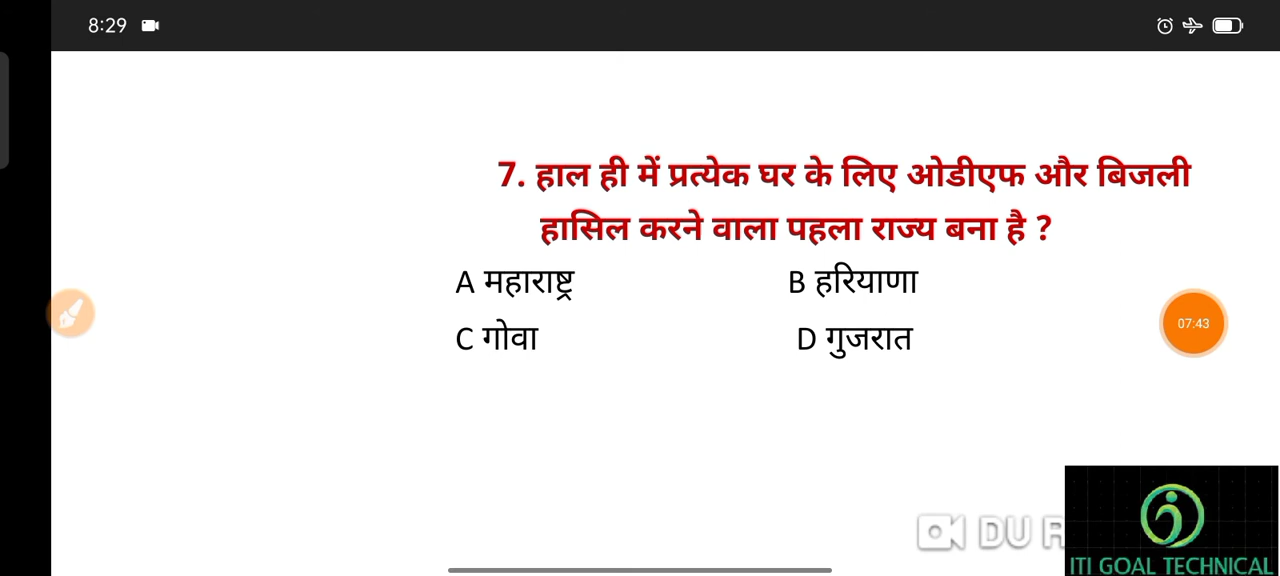 8:29
7. हाल ही में प्रत्येक घर के लिए ओडीएफ और बिजली
हासिल करने वाला पहला राज्य बना है ?
A महाराष्ट्र B हरियाणा
C गोवा D गुजरात
07:43
DU R
ITI GOAL TECHNICAL